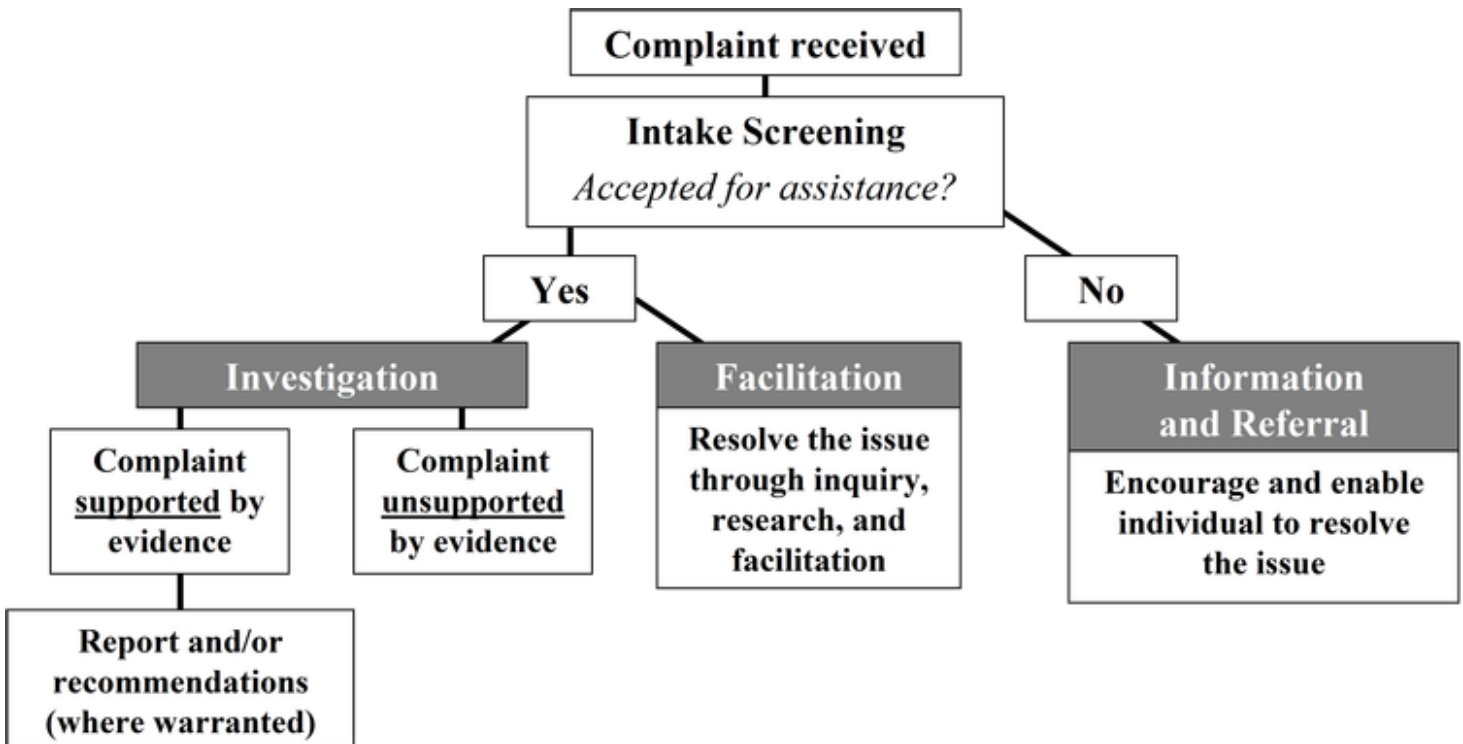 Complaint received
Intake Screening
Accepted for assistance?
Yes
No
Investigation
Facilitation
Information
and Referral
Complaint
supported by
evidence
Complaint
unsupported
by evidence
Resolve the issue
through inquiry,
research, and
facilitation
Encourage and enable
individual to resolve
the issue
Report and/or
recommendations
(where warranted)